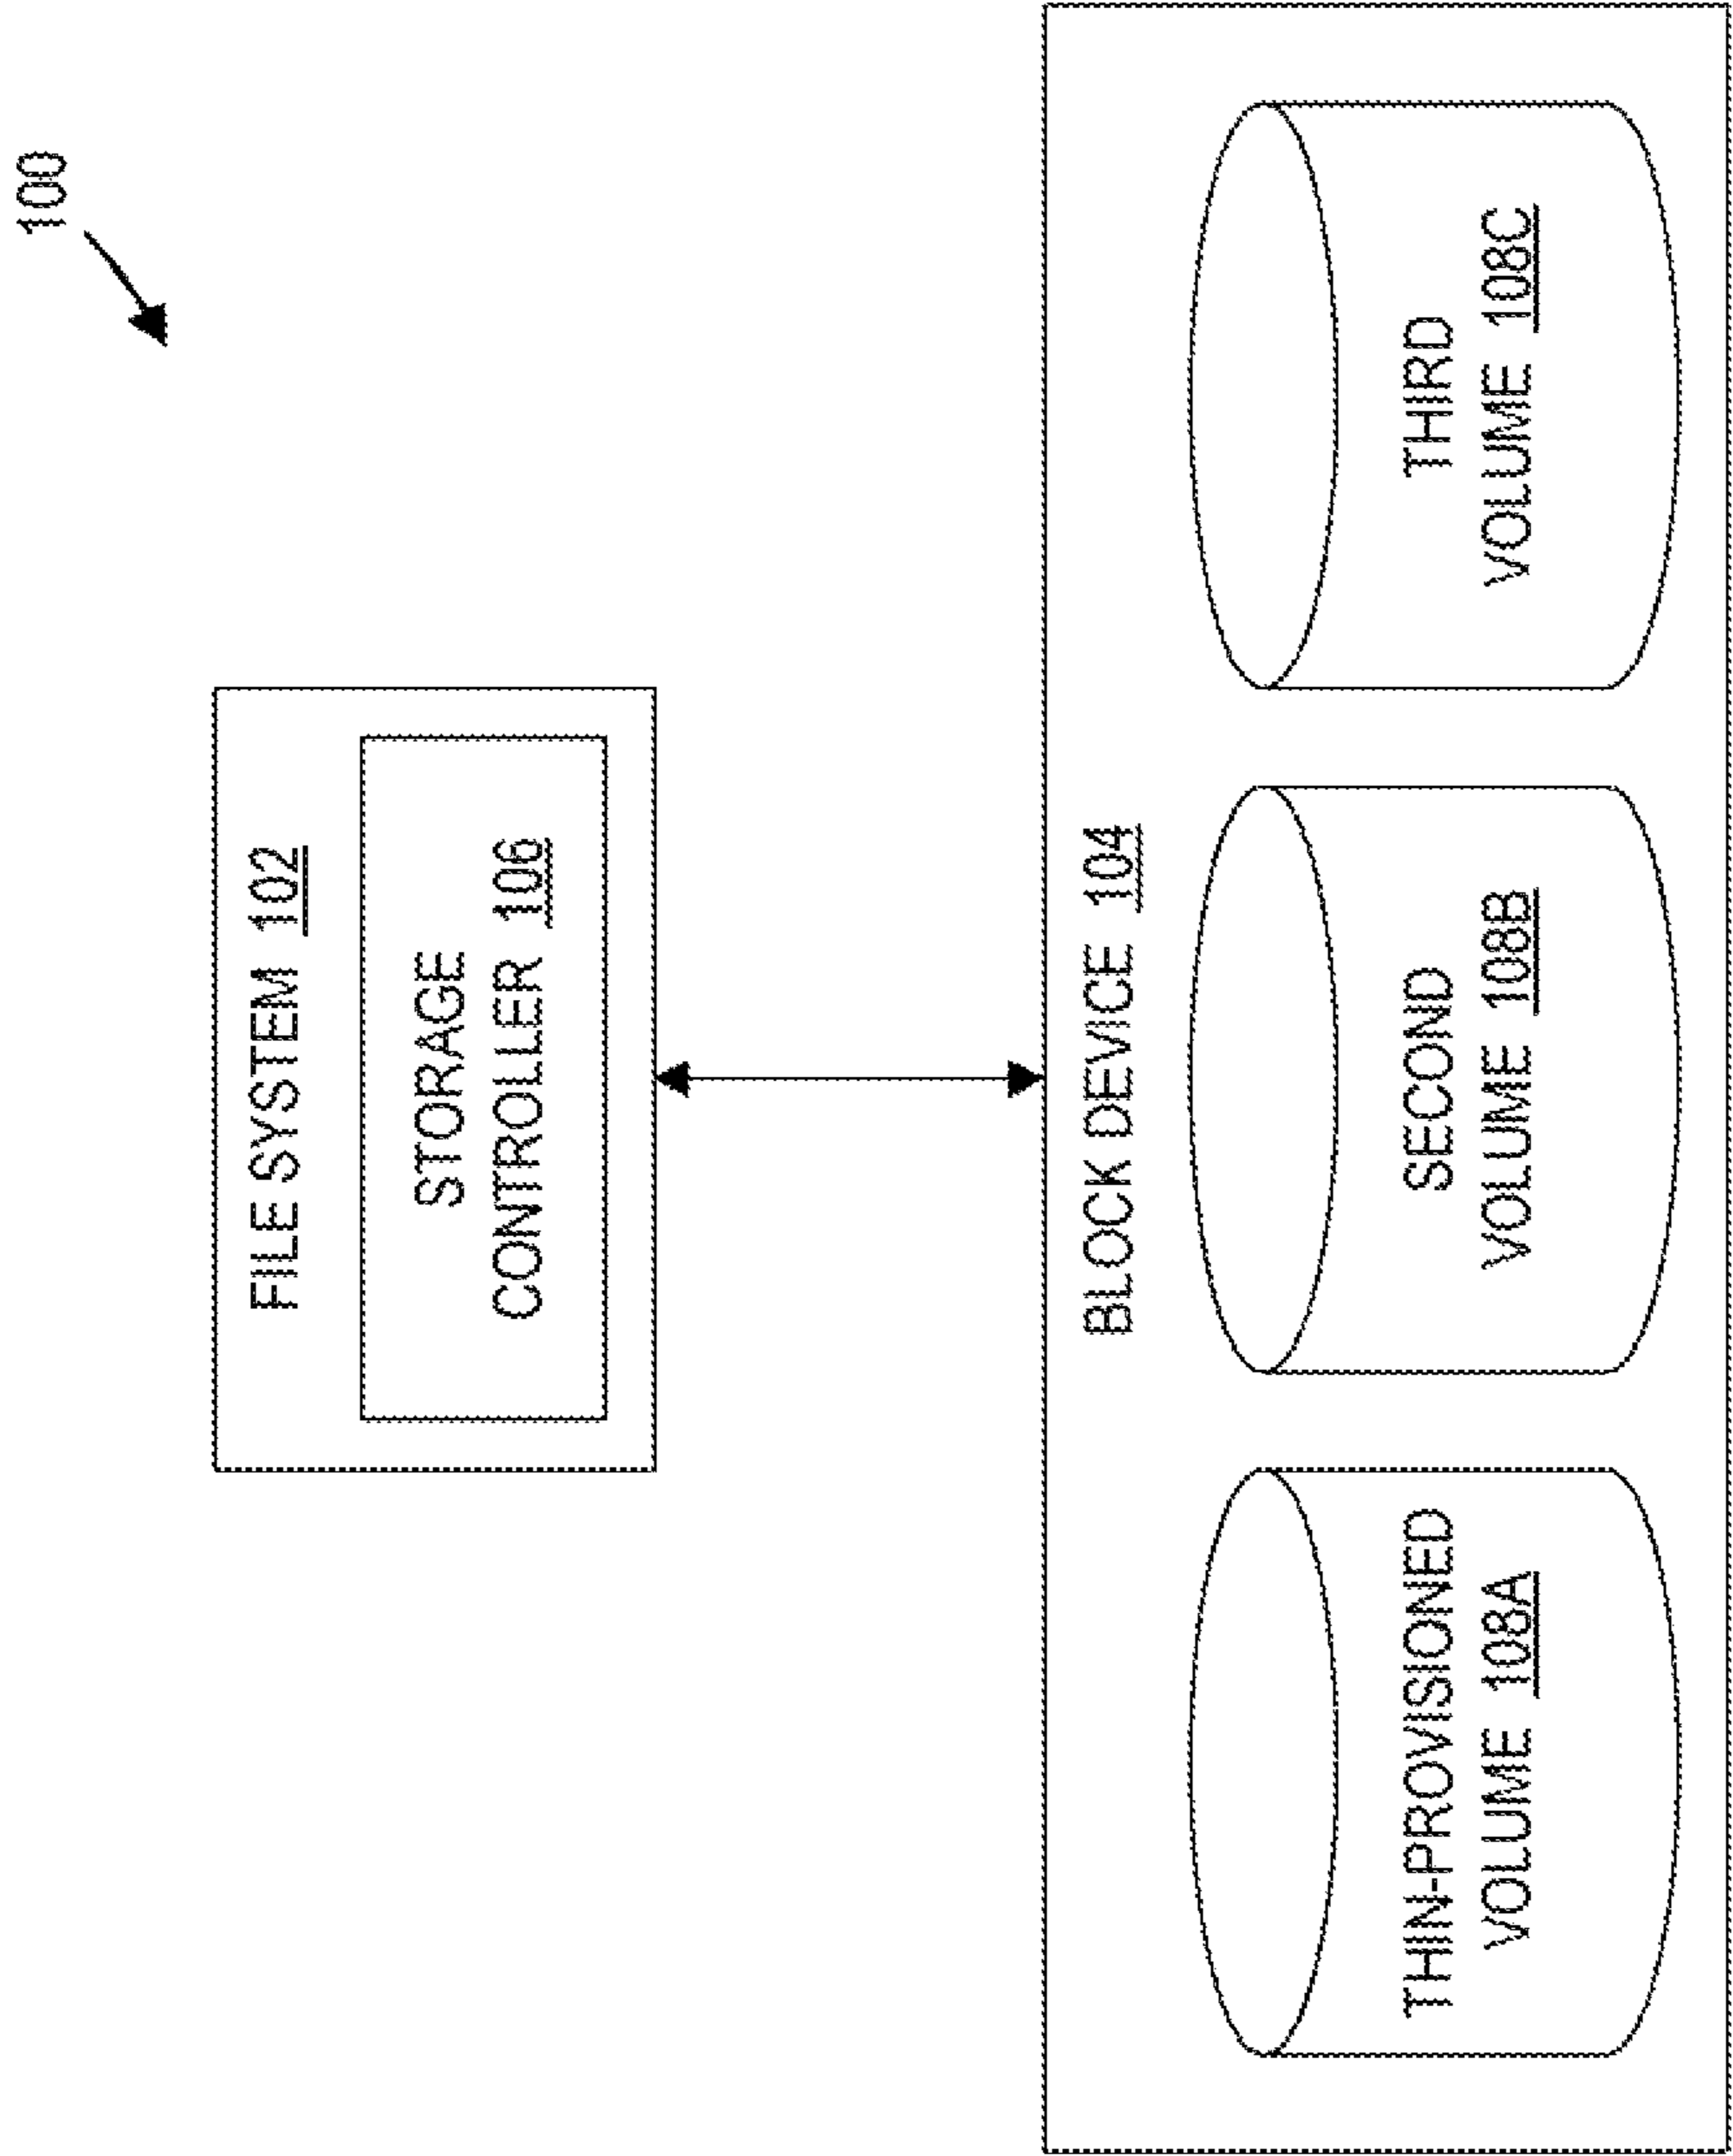 100
FILE SYSTEM 102
STORAGE
CONTROLLER 106
BLOCK DEVICE 104
THIN-PROVISIONED
VOLUME 108A
SECOND
VOLUME 108B
THIRD
VOLUME 108C